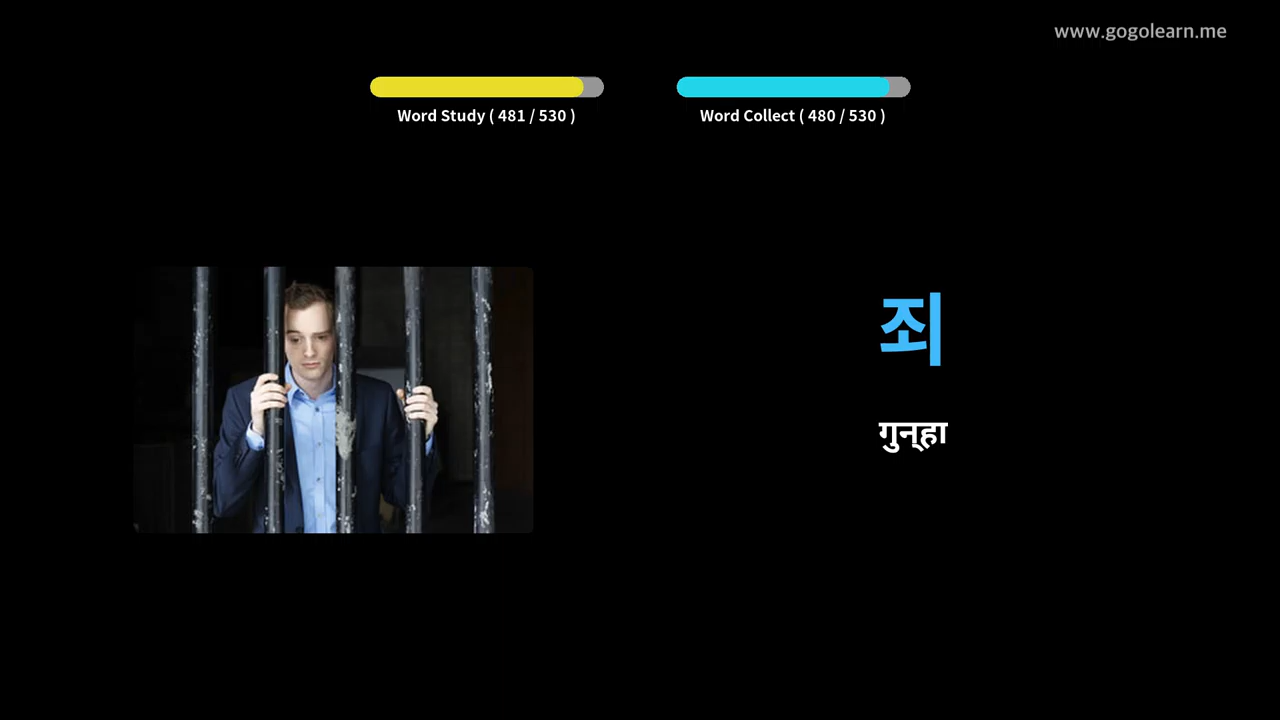 www.gogolearn.me
Word Study ( 481 / 530 )
Word Collect ( 480 / 530 )
죄
गुन्हा